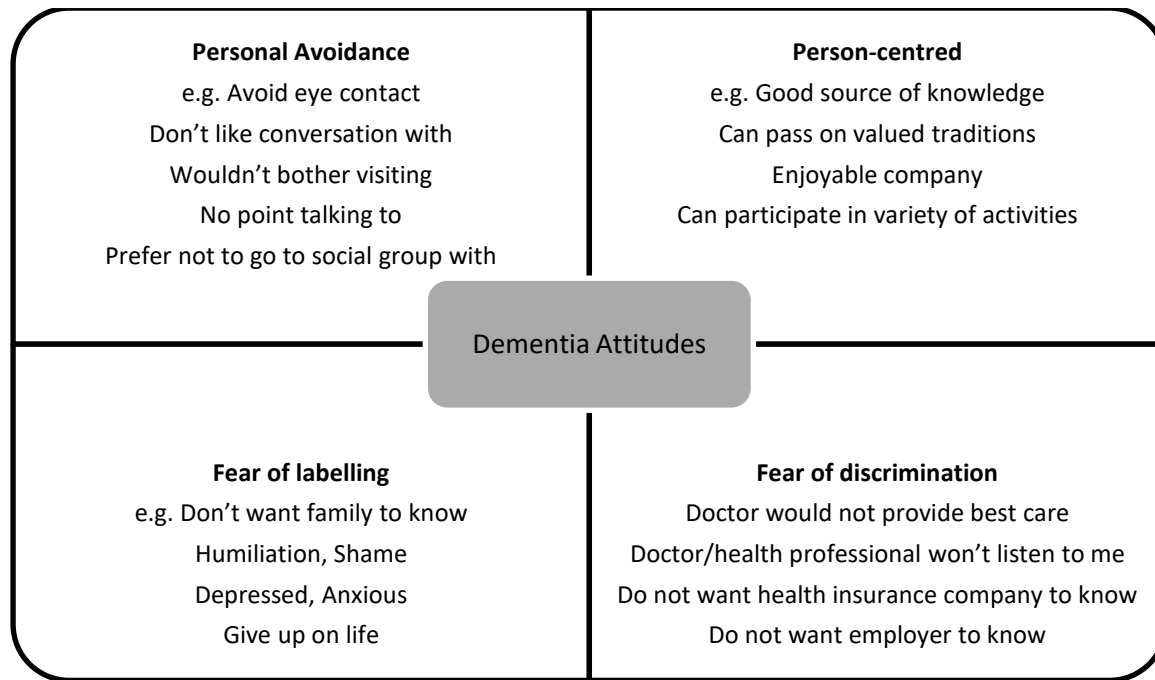 Personal Avoidance
e.g. Avoid eye contact
Don’t like conversation with
Wouldn’t bother visiting
No point talking to
Prefer not to go to social group with
Person-centred
e.g. Good source of knowledge
Can pass on valued traditions
Enjoyable company
Can participate in variety of activities
Dementia Attitudes
Fear of labelling
e.g. Don’t want family to know
Humiliation, Shame
Depressed, Anxious
Give up on life
Fear of discrimination
Doctor would not provide best care
Doctor/health professional won’t listen to me
Do not want health insurance company to know
Do not want employer to know